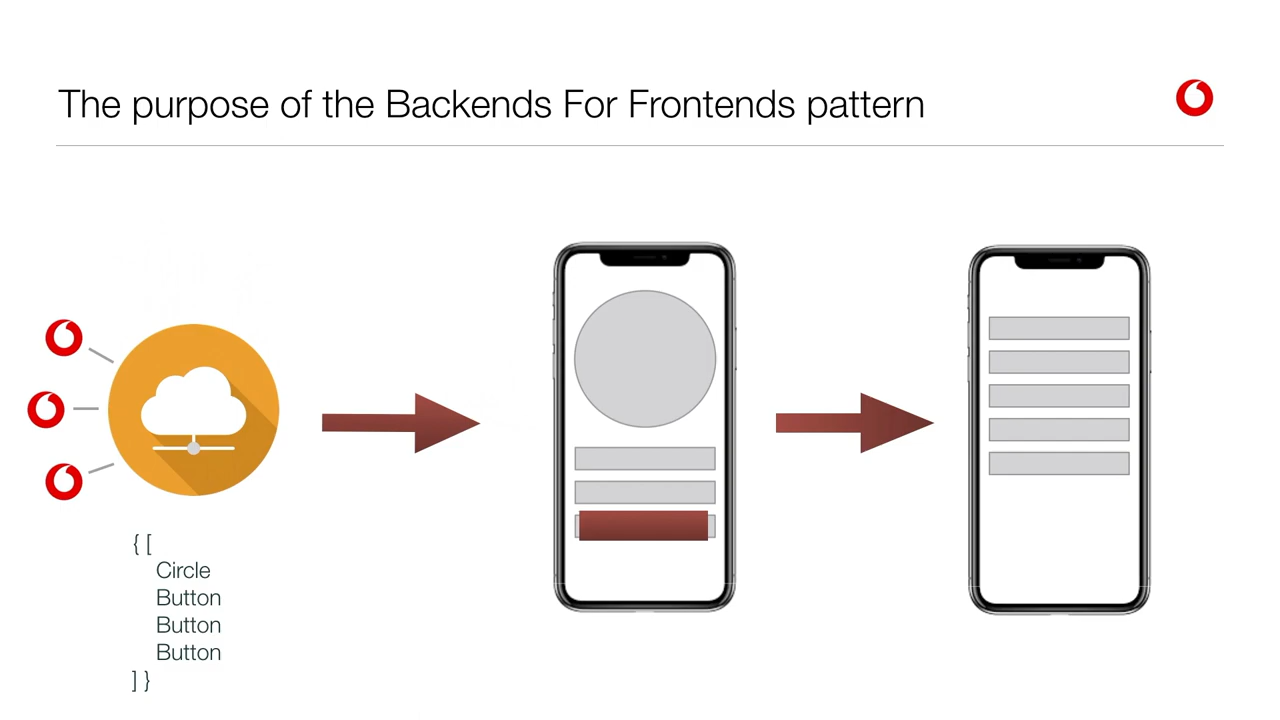 The purpose of the Backends For Frontends pattern
{ [
Circle
Button
Button
Button
] }